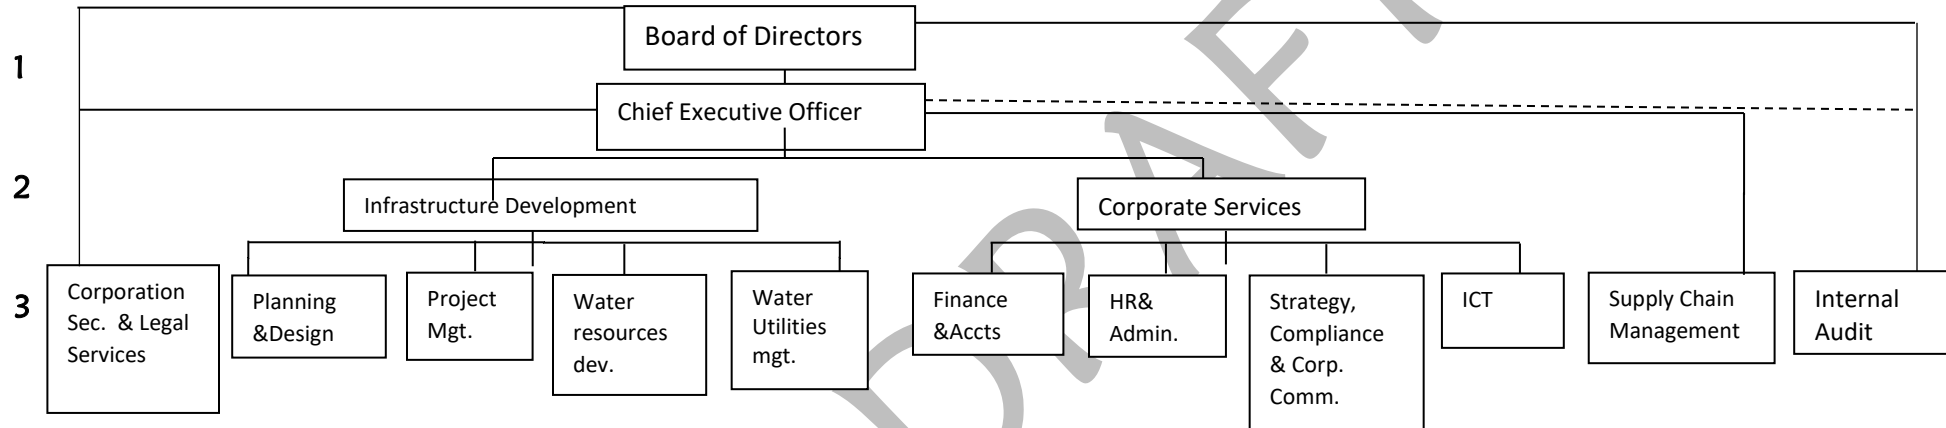 Board of Directors
1
Chief Executive Officer
2
Infrastructure Development
Corporate Services
3
Corporation
Sec. & Legal
Services
Planning
&Design
Project
Mgt.
Water
resources
dev.
Water
Utilities
mgt.
Finance
&Accts
HR&
Admin.
Strategy,
Compliance
& Corp.
Comm.
ICT
Supply Chain
Management
Internal
Audit
DRAFT